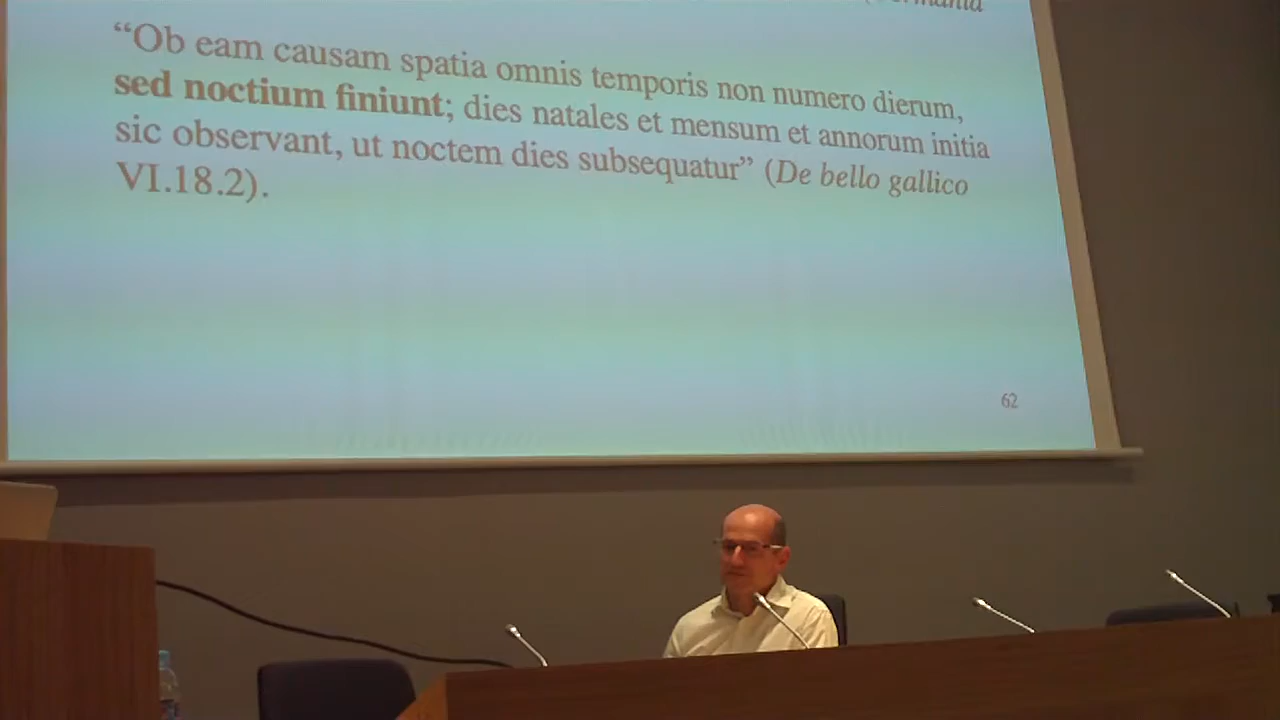 “Ob eam causam spatia omnis temporis non numero dierum,
sed noctium finiunt; dies natales et mensum et annorum initia
sic observant, ut noctem dies subsequatur” (De bello gallico
VI.18.2).
62